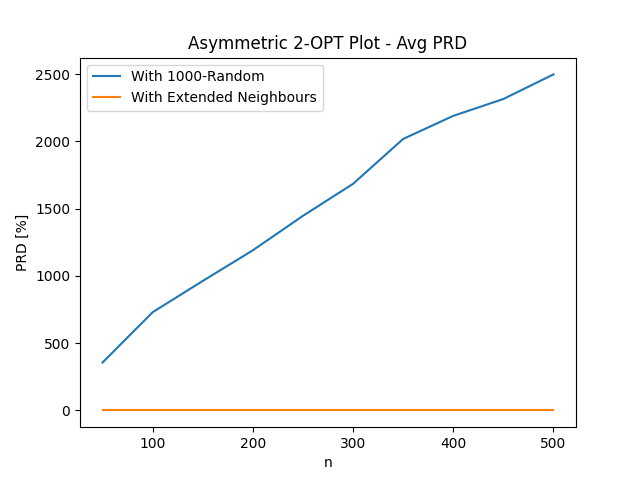 Asymmetric 2-OPT Plot - Avg PRD
With 1000-Random
With Extended Neighbours
PRD [%]
2500
2000
1500
1000
500
0
100 200 300 400 500
n